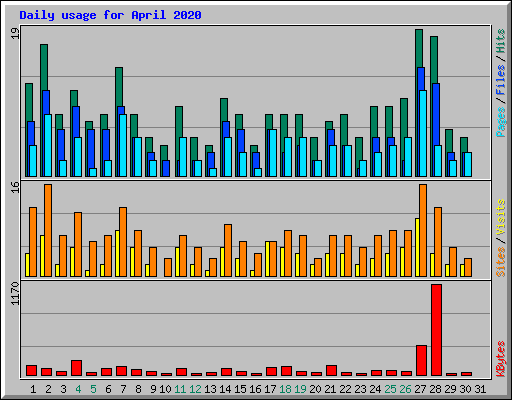 Daily usage for April 2020
19
Pages / Files / Hits
16
Sites / Visits
1170
KBytes
1 2 3 4 5 6 7 8 9 10 11 12 13 14 15 16 17 18 19 20 21 22 23 24 25 26 27 28 29 30 31